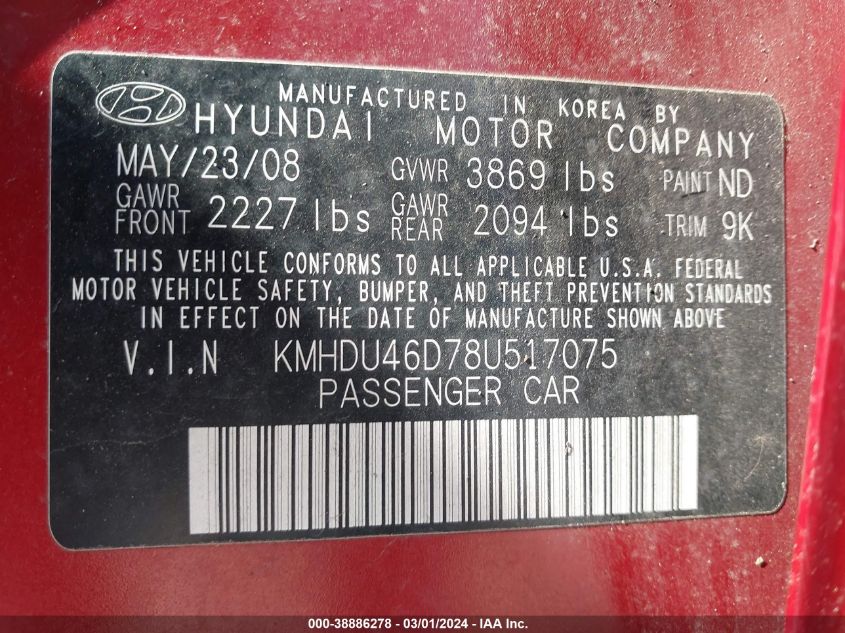 MANUFACTURED IN KOREA BY
HYUNDAI MOTOR COMPANY
MAY/23/08 GVWR 3869 lbs PAINT ND
GAWR FRONT 2227 lbs GAWR REAR 2094 lbs TRIM 9K
THIS VEHICLE CONFORMS TO ALL APPLICABLE U.S.A. FEDERAL
MOTOR VEHICLE SAFETY, BUMPER, AND THEFT PREVENTION STANDARDS
IN EFFECT ON THE DATE OF MANUFACTURE SHOWN ABOVE
V.I.N KMHDU46D78U517075
PASSENGER CAR
000-38886278 - 03/01/2024 - IAA Inc.